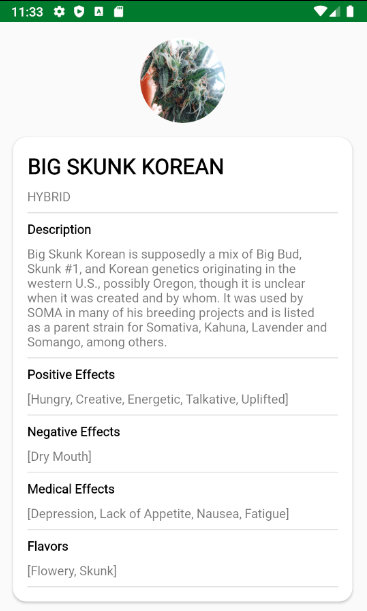 11:33
BIG SKUNK KOREAN
HYBRID
Description
Big Skunk Korean is supposedly a mix of Big Bud,
Skunk #1, and Korean genetics originating in the
western U.S., possibly Oregon, though it is unclear
when it was created and by whom. It was used by
SOMA in many of his breeding projects and is listed
as a parent strain for Somativa, Kahuna, Lavender and
Somango, among others.
Positive Effects
[Hungry, Creative, Energetic, Talkative, Uplifted]
Negative Effects
[Dry Mouth]
Medical Effects
[Depression, Lack of Appetite, Nausea, Fatigue]
Flavors
[Flowery, Skunk]